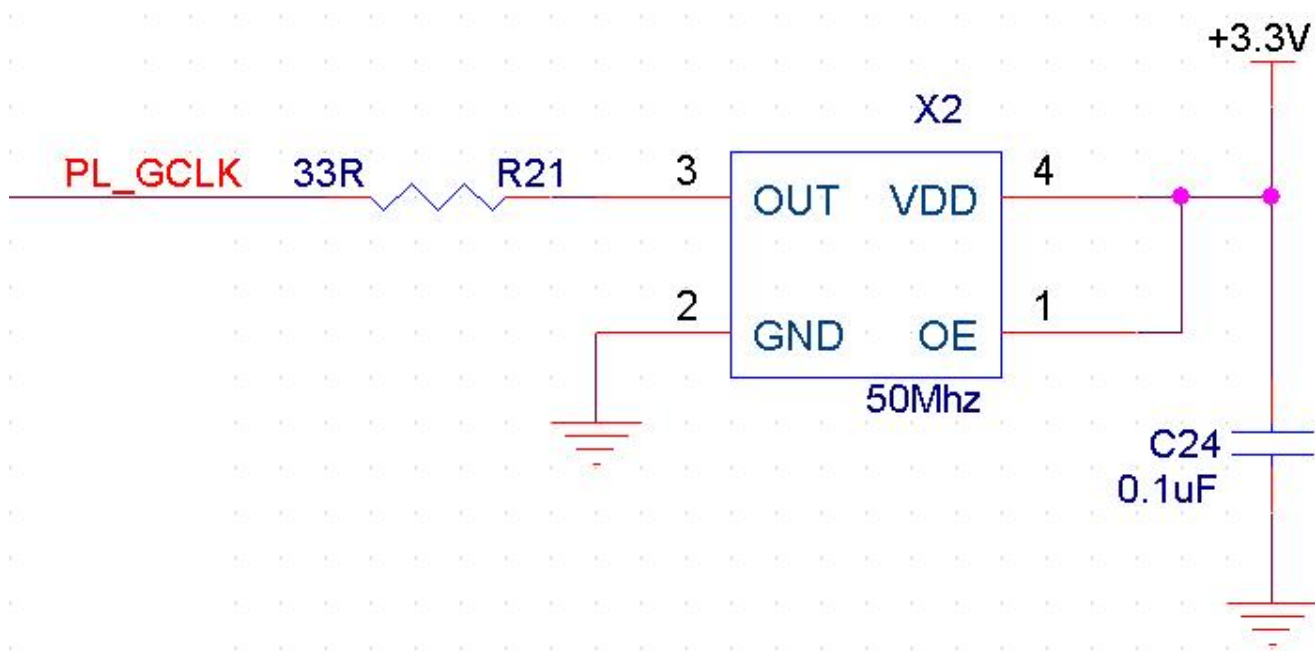 +3.3V
X2
PL_GCLK 33R R21 3 4
OUT VDD
2 1
GND OE
50Mhz
C24
0.1uF